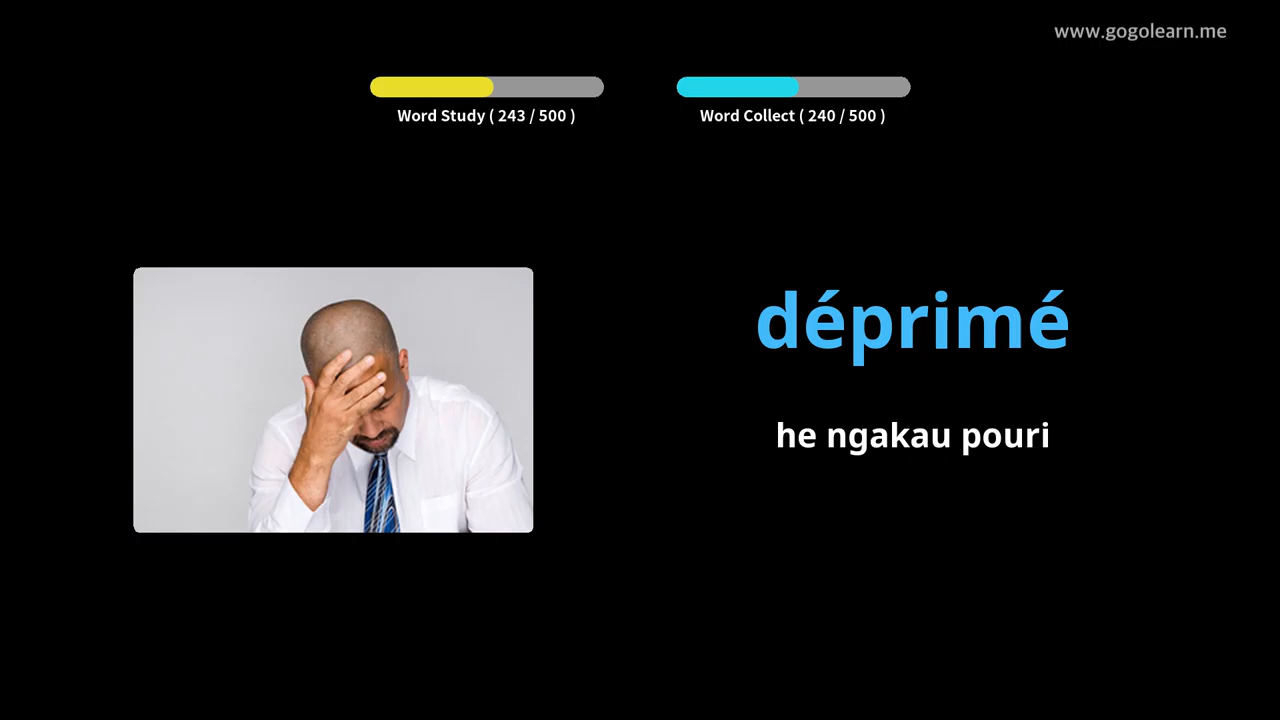 www.gogolearn.me
Word Study ( 243 / 500 )
Word Collect ( 240 / 500 )
déprimé
he ngakau pouri